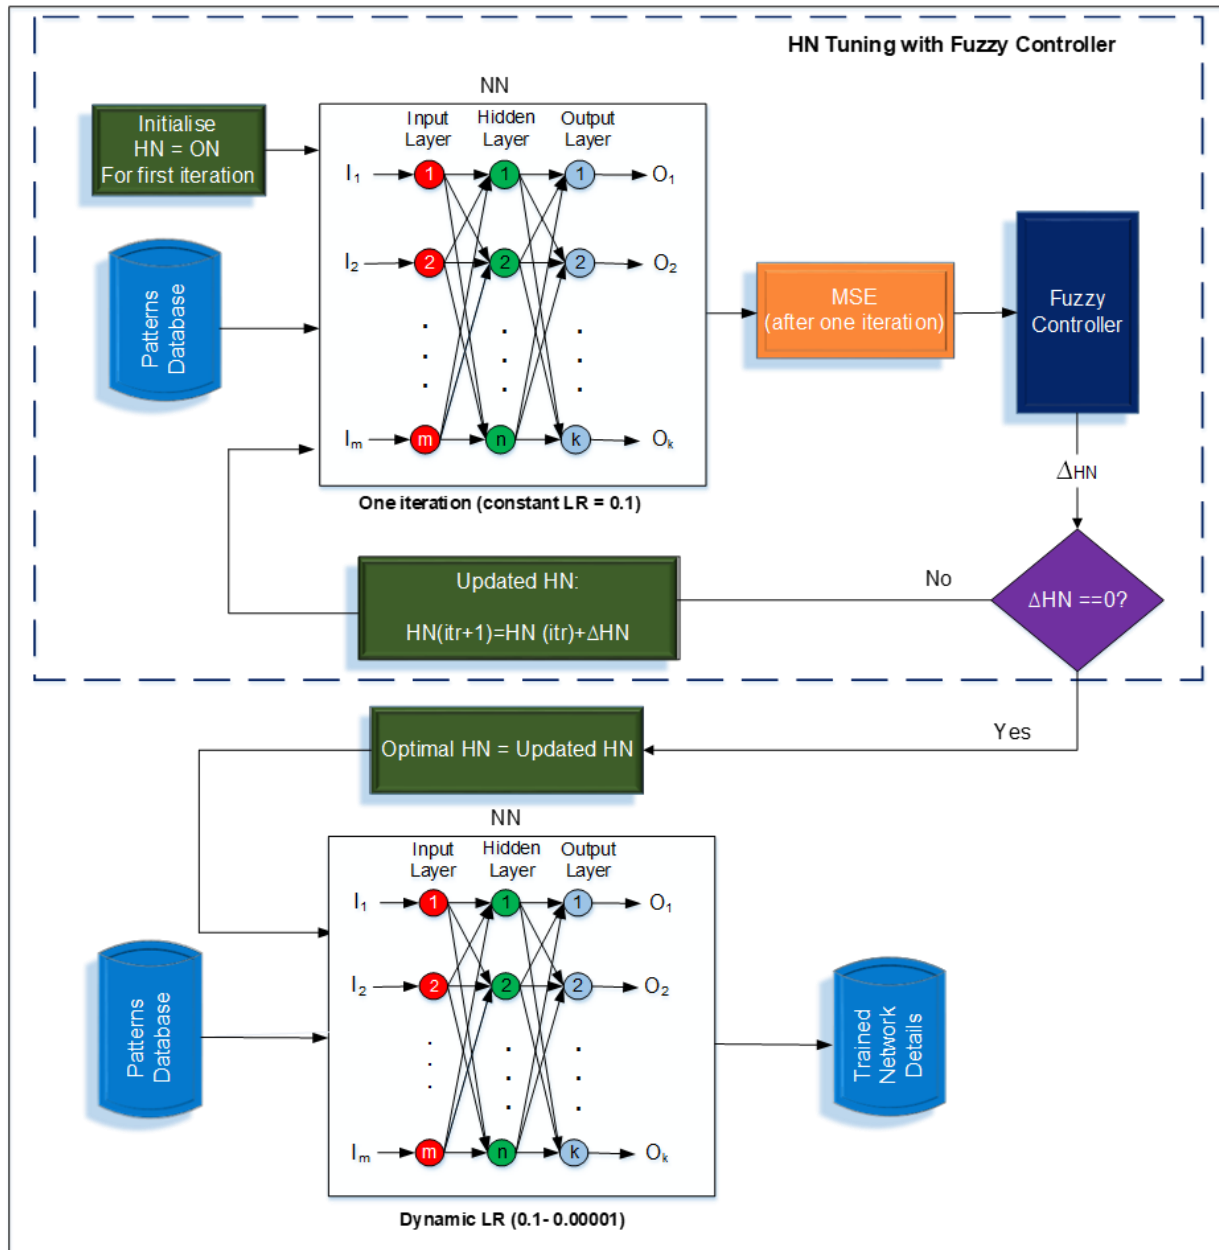 HN Tuning with Fuzzy Controller
NN
Initialise
HN = ON
For first iteration
Input
Layer
Hidden
Layer
Output
Layer
I1
1
1
1
O1
I2
2
2
2
O2
Im
m
n
k
Ok
Patterns
Database
MSE
(after one iteration)
Fuzzy
Controller
One iteration (constant LR = 0.1)
ΔHN
ΔHN ==0?
No
Updated HN:
HN(itr+1)=HN (itr)+ΔHN
Yes
Optimal HN = Updated HN
NN
Input
Layer
Hidden
Layer
Output
Layer
I1
1
1
1
O1
I2
2
2
2
O2
Im
m
n
k
Ok
Patterns
Database
Trained
Network
Details
Dynamic LR (0.1- 0.00001)